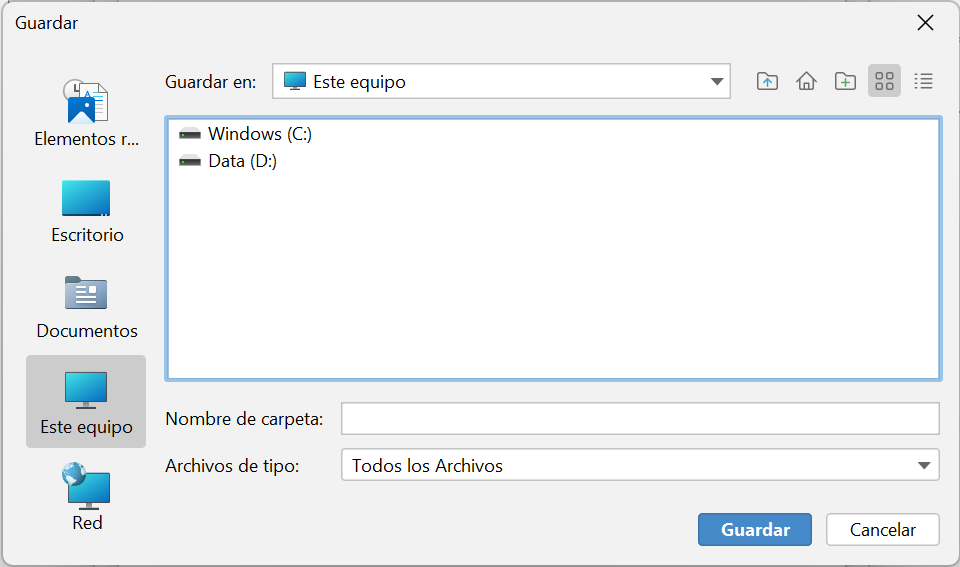 Guardar
Guardar en: Este equipo
Elementos r...
Escritorio
Documentos
Este equipo
Red
Windows (C:)
Data (D:)
Nombre de carpeta:
Archivos de tipo: Todos los Archivos
Guardar Cancelar